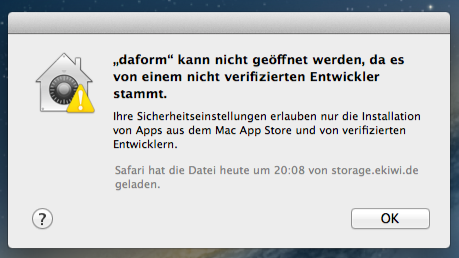 „daform“ kann nicht geöffnet werden, da es
von einem nicht verifizierten Entwickler
stammt.
Ihre Sicherheitseinstellungen erlauben nur die Installation
von Apps aus dem Mac App Store und von verifizierten
Entwicklern.
Safari hat die Datei heute um 20:08 von storage.ekiwi.de
geladen.
?
OK